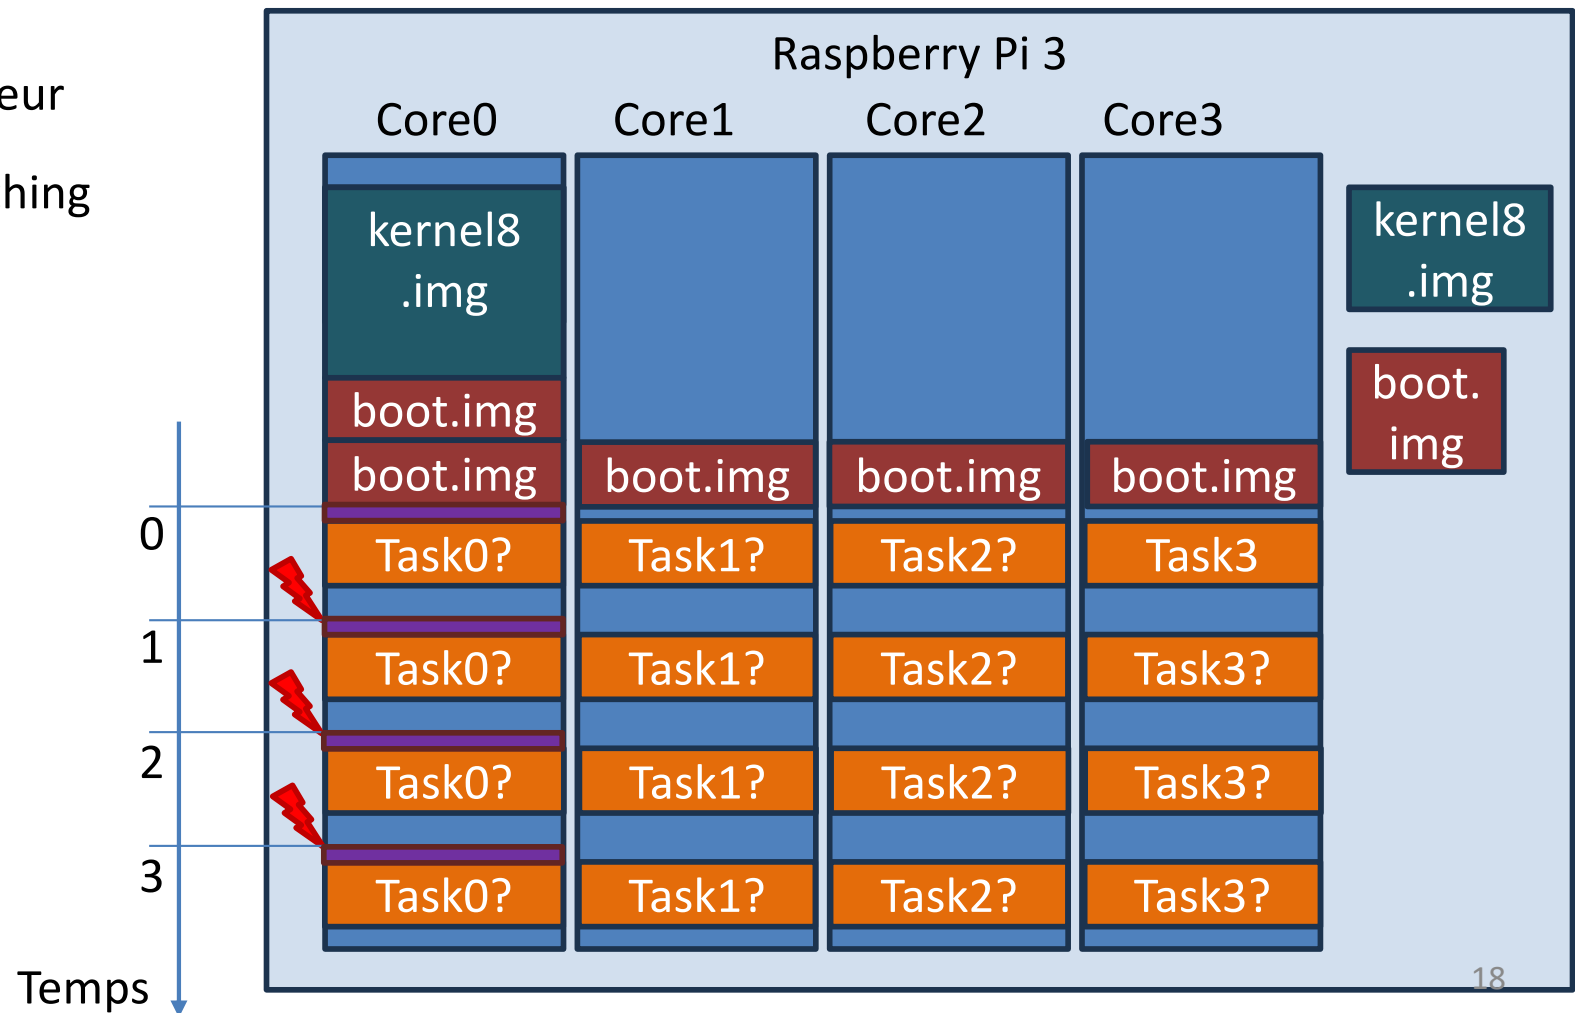 eur
hing
Raspberry Pi 3
Core0 Core1 Core2 Core3
kernel8
.img
kernel8
.img
boot.img
boot.
img
boot.img boot.img boot.img boot.img
0
Task0? Task1? Task2? Task3
1
Task0? Task1? Task2? Task3?
2
Task0? Task1? Task2? Task3?
3
Task0? Task1? Task2? Task3?
Temps
18